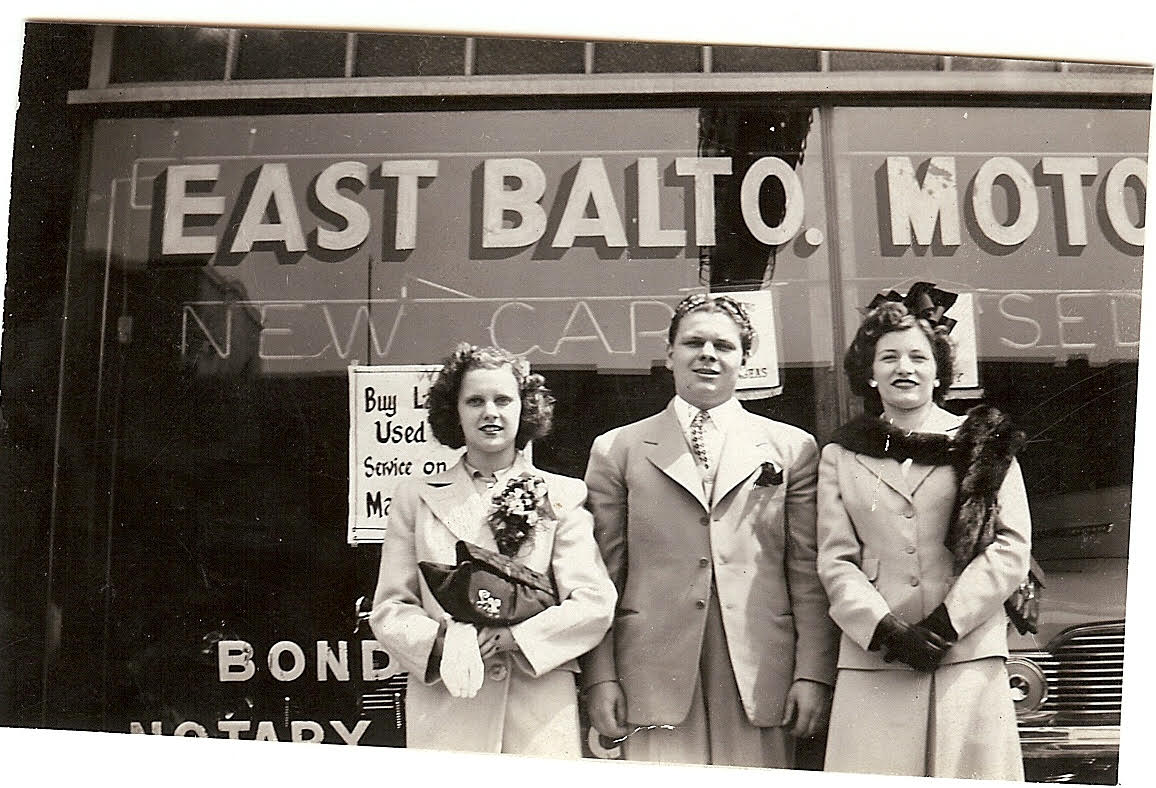 EAST BALTO. MOTO
NEW CAR SED
Buy
Used
Service on
BOND
NOTARY